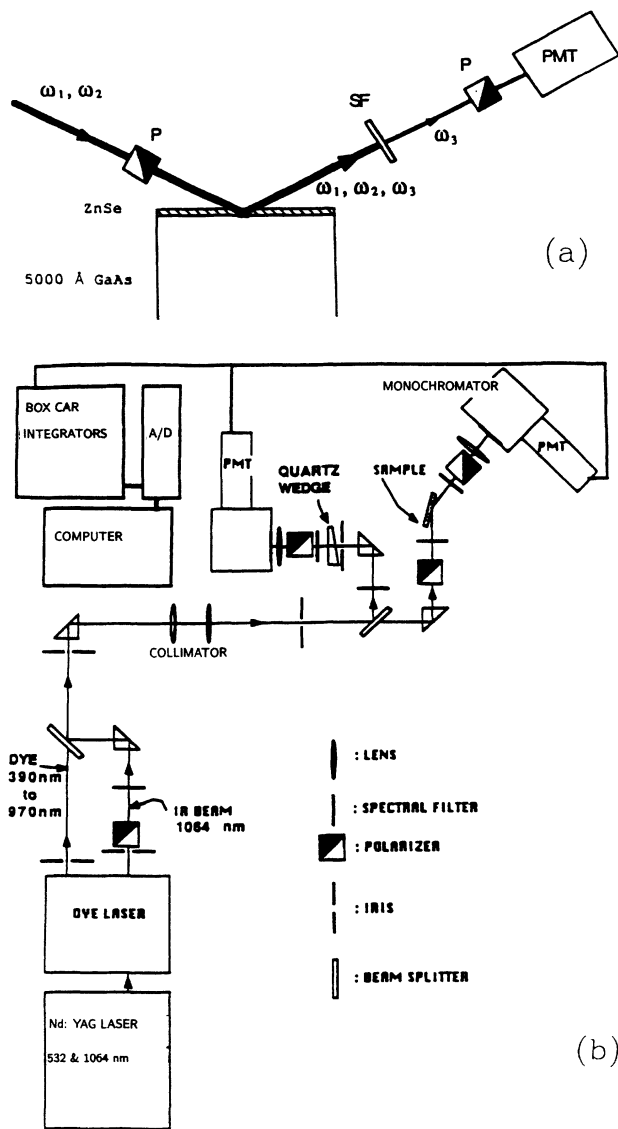 ω₁, ω₂
P
ZnSe
5000 Å GaAs
SF
ω₁, ω₂, ω₃
ω₃
P
PMT
(a)
BOX CAR
INTEGRATORS
A/D
COMPUTER
PMT
QUARTZ
WEDGE
SAMPLE
MONOCHROMATOR
PMT
COLLIMATOR
DYE
390nm
to
970nm
IR BEAM
1064 nm
DYE LASER
Nd: YAG LASER
532 & 1064 nm
: LENS
: SPECTRAL FILTER
: POLARIZER
: IRIS
: BEAM SPLITTER
(b)